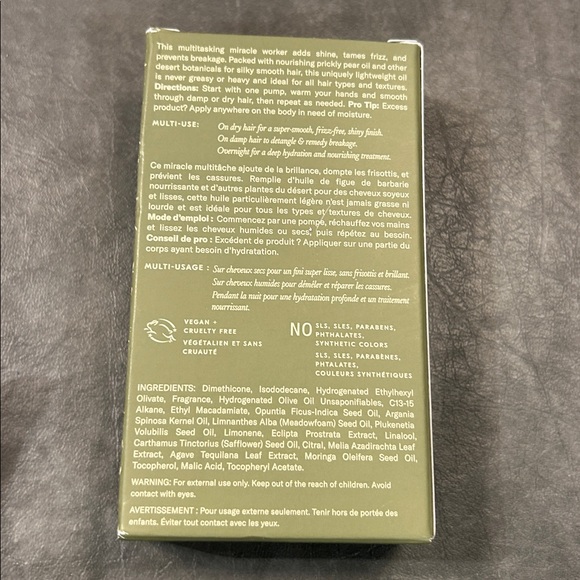 This multitasking miracle worker adds shine, tames frizz, and
prevents breakage. Packed with nourishing prickly pear oil and other
desert botanicals for silky smooth hair, this uniquely lightweight oil
is never greasy or heavy and ideal for all hair types and textures.
Directions: Start with one pump, warm your hands and smooth
through damp or dry hair, then repeat as needed. Pro Tip: Excess
product? Apply anywhere on the body in need of moisture.
MULTI-USE: On dry hair for a super-smooth, frizz-free, shiny finish.
On damp hair to detangle & remedy breakage.
Overnight for a deep hydration and nourishing treatment.
Ce miracle multitâche ajoute de la brillance, dompte les frisottis, et
prévient les cassures. Remplie d'huile de figue de barbarie
nourrissante et d'autres plantes du désert pour des cheveux soyeux
et lisses, cette huile particulièrement légère n'est jamais grasse ni
lourde et est idéale pour tous les types et textures de cheveux.
Mode d'emploi : Commencez par une pompe, réchauffez vos mains
et lissez les cheveux humides ou secs, puis répétez au besoin.
Conseil de pro : Excédent de produit ? Appliquer sur une partie du
corps ayant besoin d'hydratation.
MULTI-USAGE : Sur cheveux secs pour un fini super lisse, sans frisottis et brillant.
Sur cheveux humides pour démêler et réparer les cassures.
Pendant la nuit pour une hydratation profonde et un traitement
nourrissant.
VEGAN +
CRUELTY FREE
VÉGÉTALIEN ET SANS
CRUAUTÉ
NO SLS, SLES, PARABENS,
PHTHALATES,
SYNTHETIC COLORS
SLS, SLES, PARABÈNES,
PHTALATES,
COULEURS SYNTHÉTIQUES
INGREDIENTS: Dimethicone, Isododecane, Hydrogenated Ethylhexyl
Olivate, Fragrance, Hydrogenated Olive Oil Unsaponifiables, C13-15
Alkane, Ethyl Macadamiate, Opuntia Ficus-Indica Seed Oil, Argania
Spinosa Kernel Oil, Limnanthes Alba (Meadowfoam) Seed Oil, Plukenetia
Volubilis Seed Oil, Limonene, Eclipta Prostrata Extract, Linalool,
Carthamus Tinctorius (Safflower) Seed Oil, Citral, Melia Azadirachta Leaf
Extract, Agave Tequilana Leaf Extract, Moringa Oleifera Seed Oil,
Tocopherol, Malic Acid, Tocopheryl Acetate.
WARNING: For external use only. Keep out of the reach of children. Avoid
contact with eyes.
AVERTISSEMENT : Pour usage externe seulement. Tenir hors de portée des
enfants. Éviter tout contact avec les yeux.